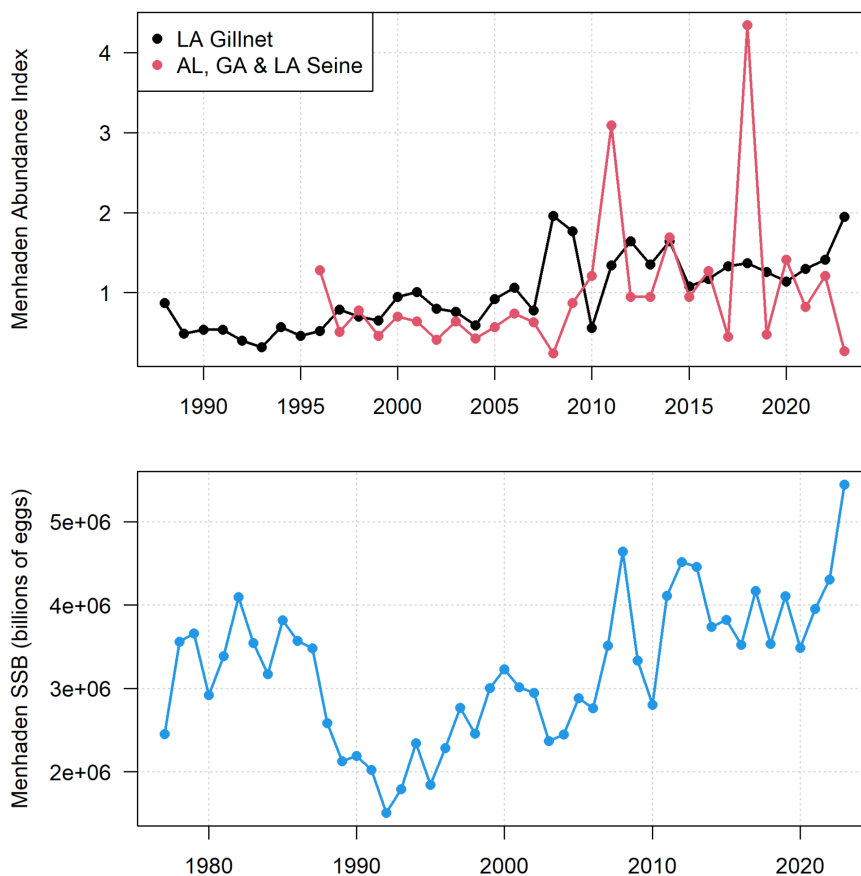 LA Gillnet
AL, GA & LA Seine
Menhaden Abundance Index
4
3
2
1
1990 1995 2000 2005 2010 2015 2020
Menhaden SSB (billions of eggs)
5e+06
4e+06
3e+06
2e+06
1980 1990 2000 2010 2020